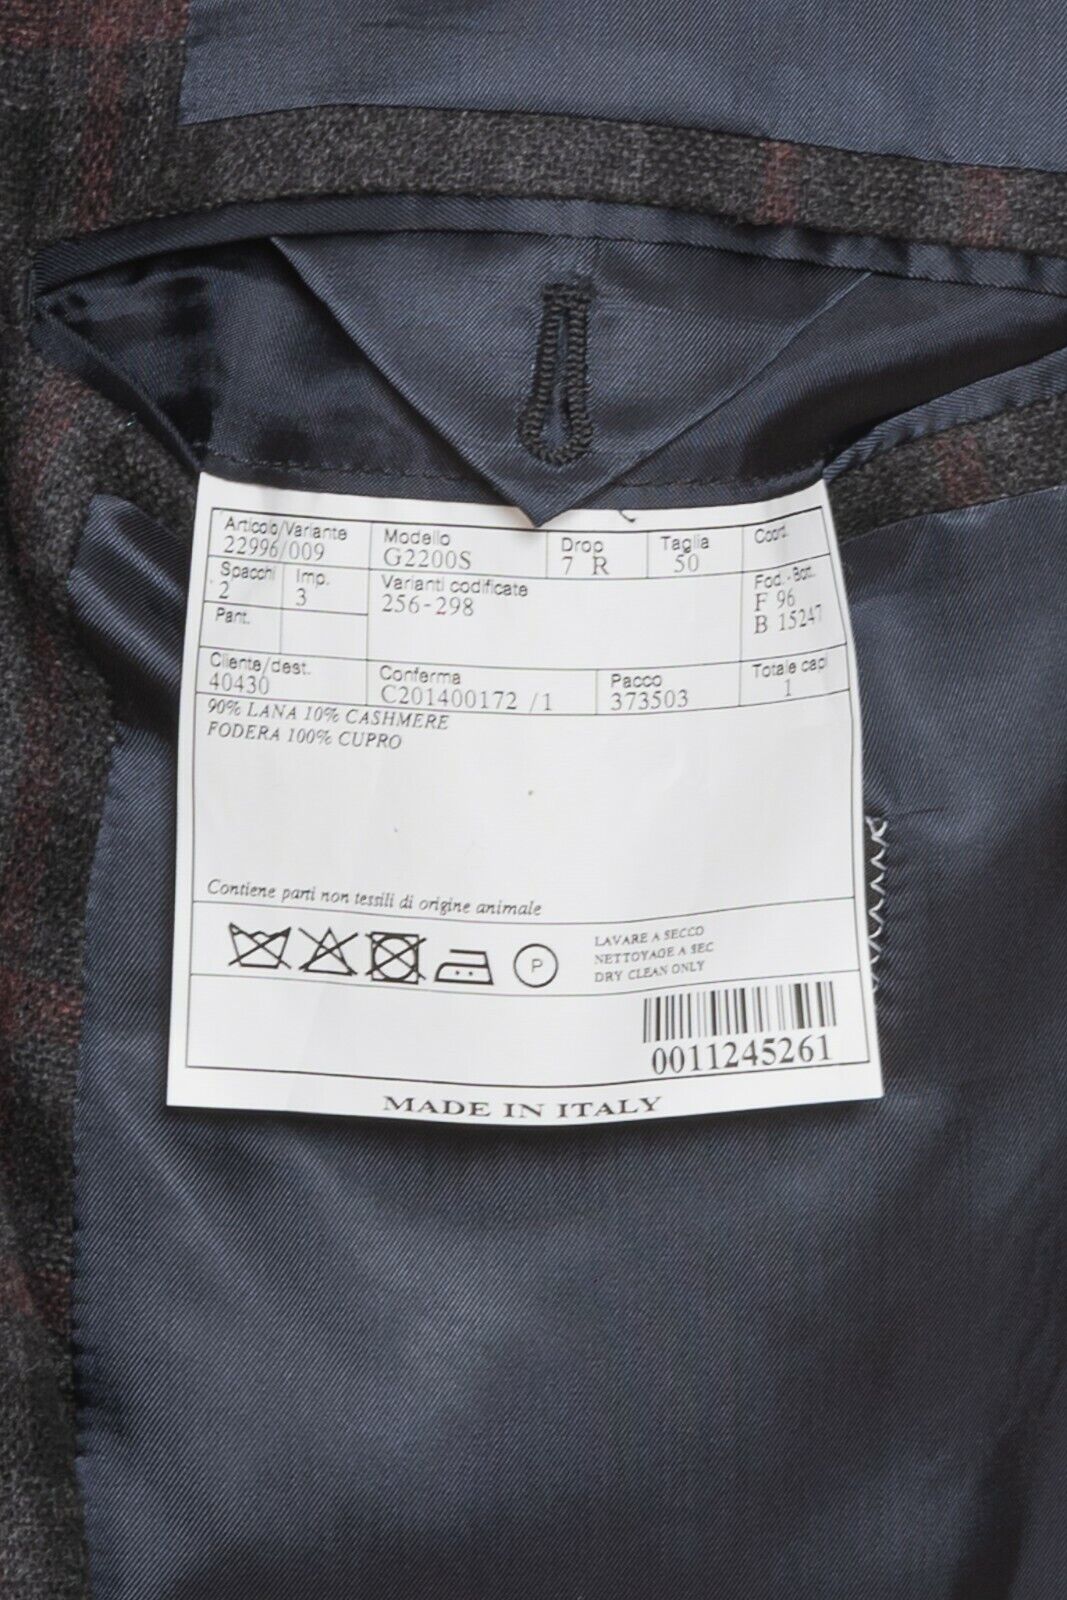 Articolo/Variante Modello Drop Taglia Coord.
22996/009 G2200S 7 R 50
Spacchi Imp. Varianti codificate Fod.-Bott.
2 3 256-298 F 96
Pant. B 15247
Cliente/dest. Conferma Pacco Totale capi
40430 C201400172 /1 373503 1
90% LANA 10% CASHMERE
FODERA 100% CUPRO
Contiene parti non tessili di origine animale
P
LAVARE A SECCO
NETTOYAGE A SEC
DRY CLEAN ONLY
0011245261
MADE IN ITALY